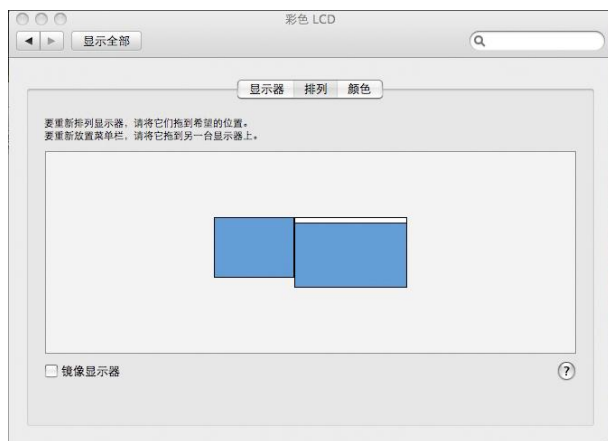 彩色 LCD
显示全部
显示器 排列 颜色
要重新排列显示器，请将它们拖到希望的位置。
要重新放置菜单栏，请将它拖到另一台显示器上。
镜像显示器
?